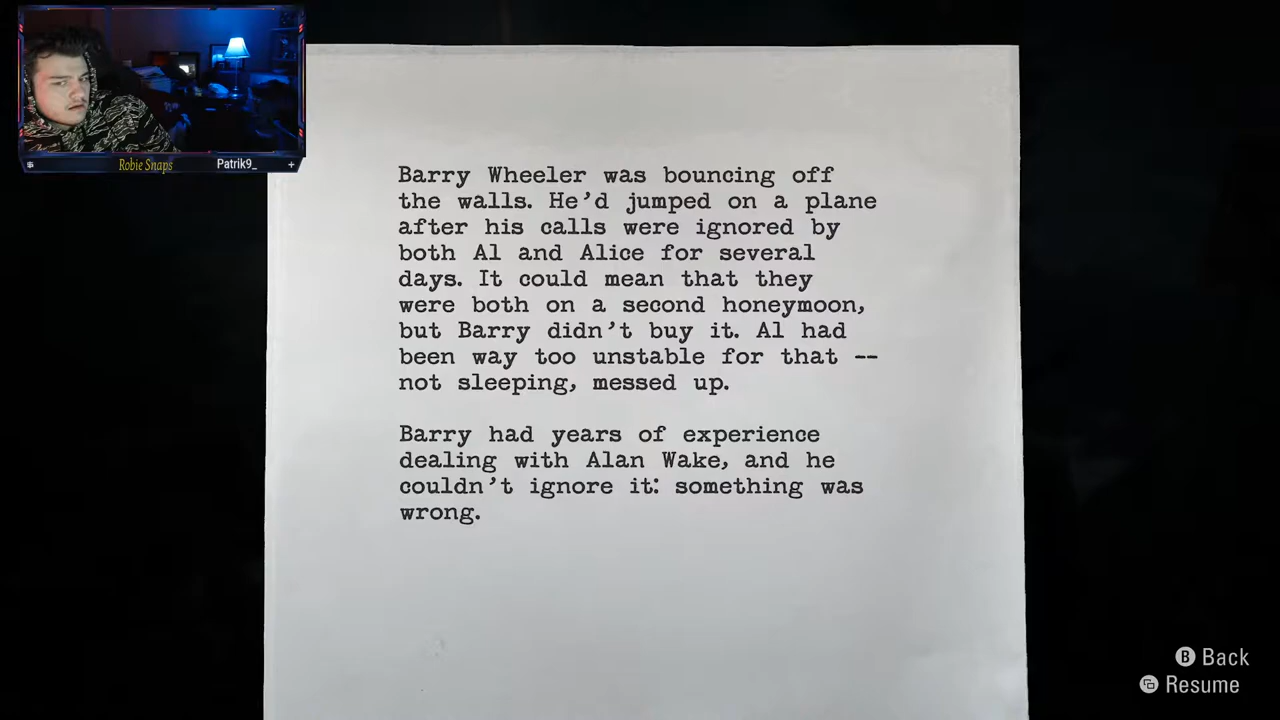 Robie Snaps
Patrik9_
Barry Wheeler was bouncing off
the walls. He’d jumped on a plane
after his calls were ignored by
both Al and Alice for several
days. It could mean that they
were both on a second honeymoon,
but Barry didn’t buy it. Al had
been way too unstable for that --
not sleeping, messed up.
Barry had years of experience
dealing with Alan Wake, and he
couldn’t ignore it: something was
wrong.
B Back
Resume